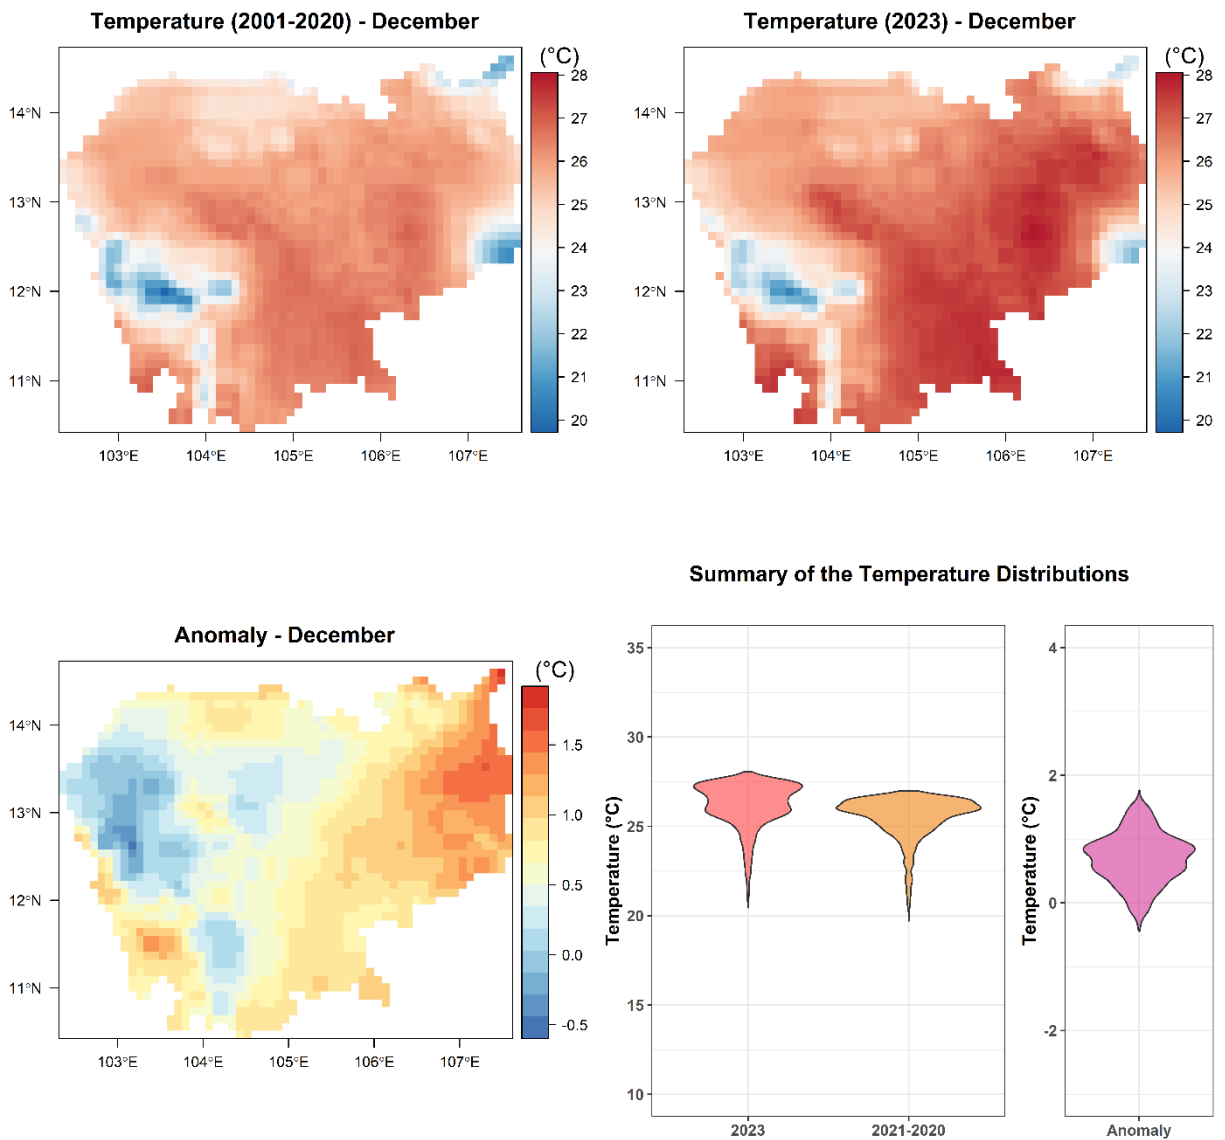 Temperature (2001-2020) - December
(°C)
28
27
26
25
24
23
22
21
20
14°N
13°N
12°N
11°N
103°E
104°E
105°E
106°E
107°E
Temperature (2023) - December
(°C)
28
27
26
25
24
23
22
21
20
14°N
13°N
12°N
11°N
103°E
104°E
105°E
106°E
107°E
Anomaly - December
(°C)
1.5
1.0
0.5
0.0
-0.5
14°N
13°N
12°N
11°N
103°E
104°E
105°E
106°E
107°E
Summary of the Temperature Distributions
Temperature (°C)
35
30
25
20
15
10
2023
2021-2020
Temperature (°C)
4
2
0
-2
Anomaly